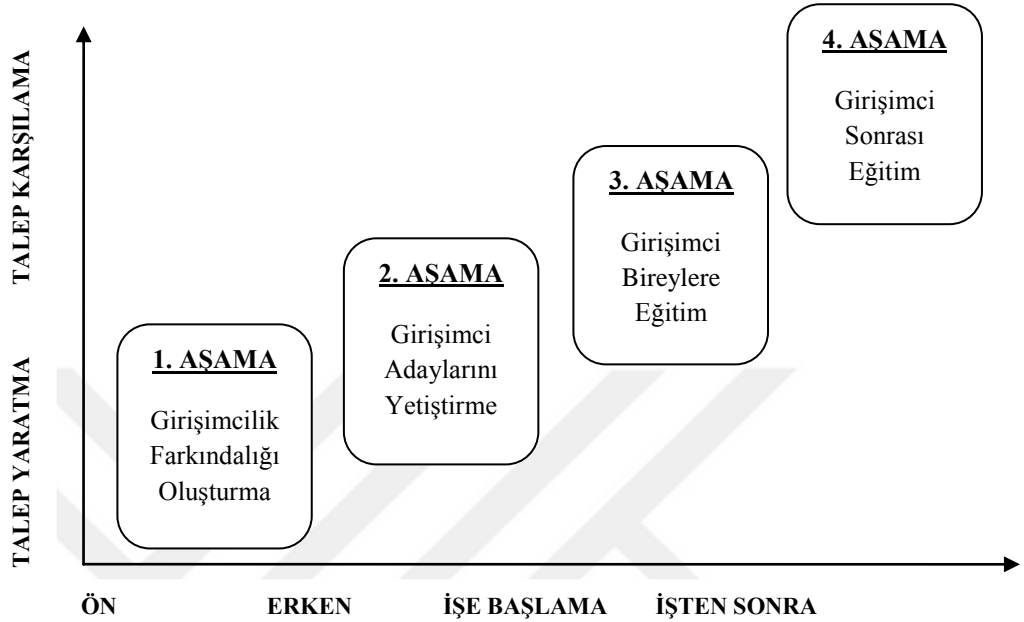 TALEP KARŞILAMA
TALEP YARATMA
1. AŞAMA
Girişimcilik
Farkındalığı
Oluşturma
2. AŞAMA
Girişimci
Adaylarını
Yetiştirme
3. AŞAMA
Girişimci
Bireylere
Eğitim
4. AŞAMA
Girişimci
Sonrası
Eğitim
ÖN ERKEN İŞE BAŞLAMA İŞTEN SONRA